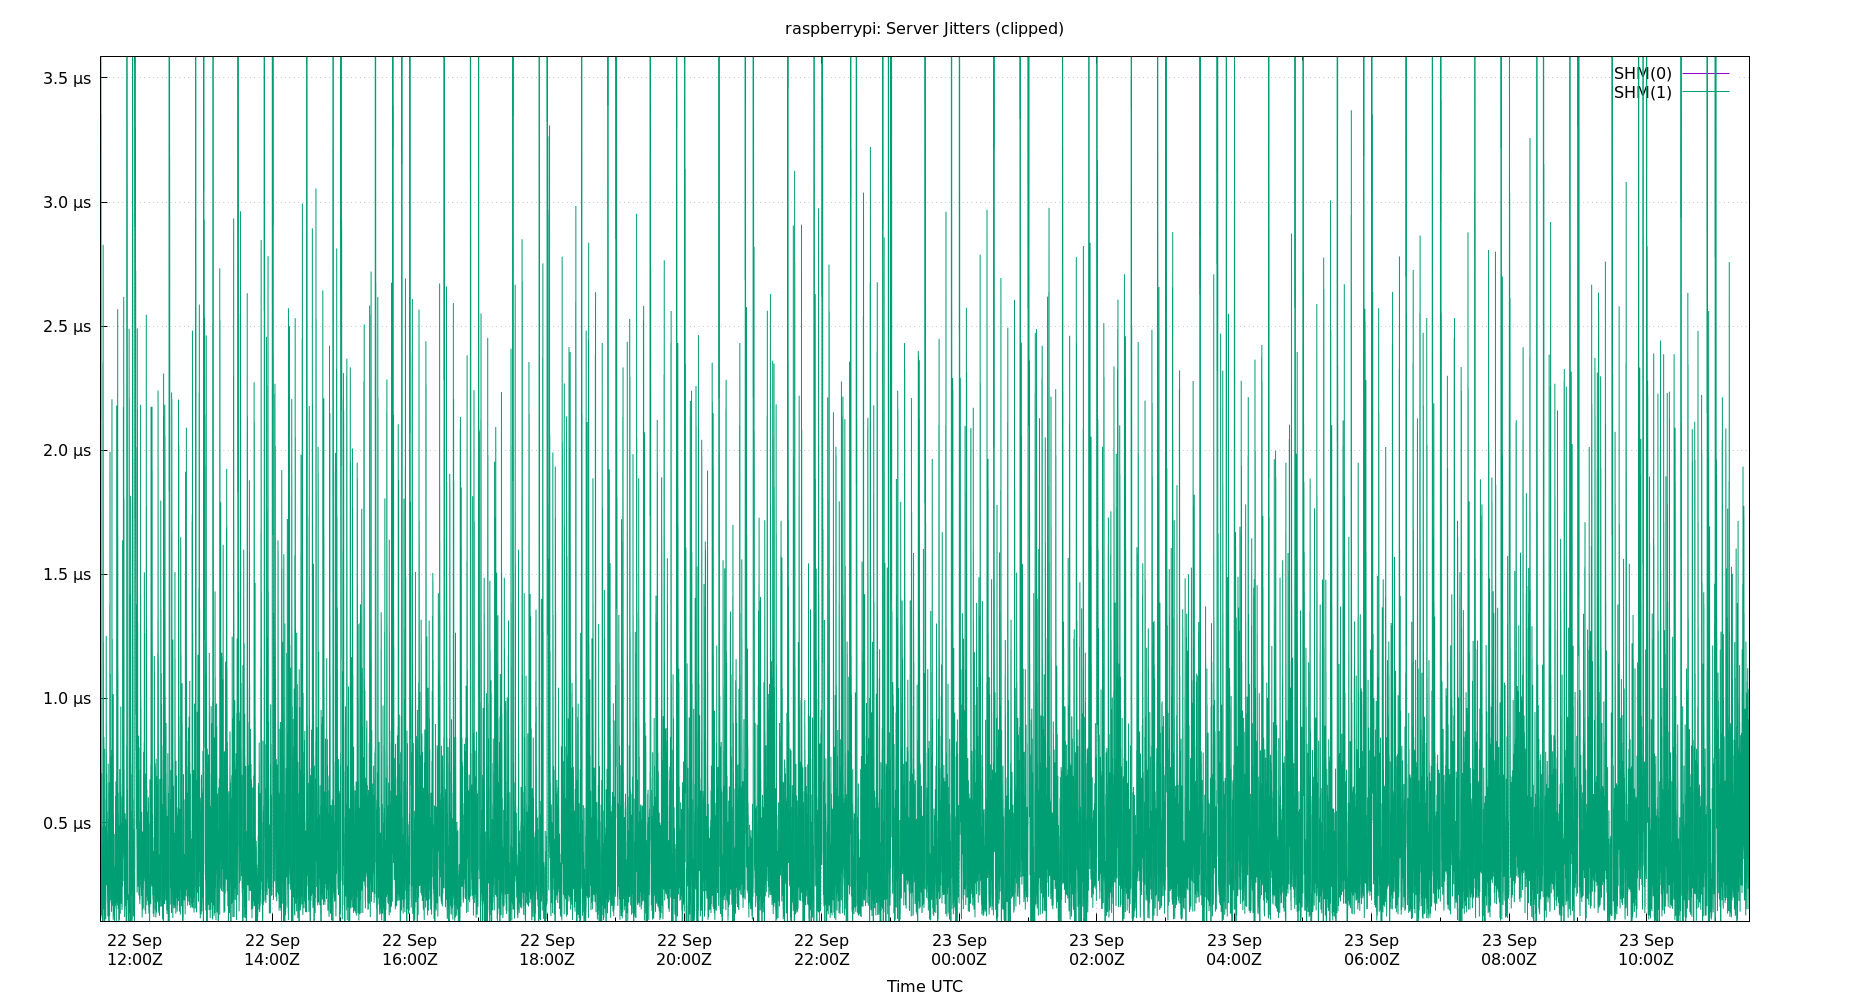 raspberrypi: Server Jitters (clipped)
3.5 µs
3.0 µs
2.5 µs
2.0 µs
1.5 µs
1.0 µs
0.5 µs
SHM(0)
SHM(1)
22 Sep 22 Sep 22 Sep 22 Sep 22 Sep 22 Sep 23 Sep 23 Sep 23 Sep 23 Sep 23 Sep 23 Sep
12:00Z 14:00Z 16:00Z 18:00Z 20:00Z 22:00Z 00:00Z 02:00Z 04:00Z 06:00Z 08:00Z 10:00Z
Time UTC